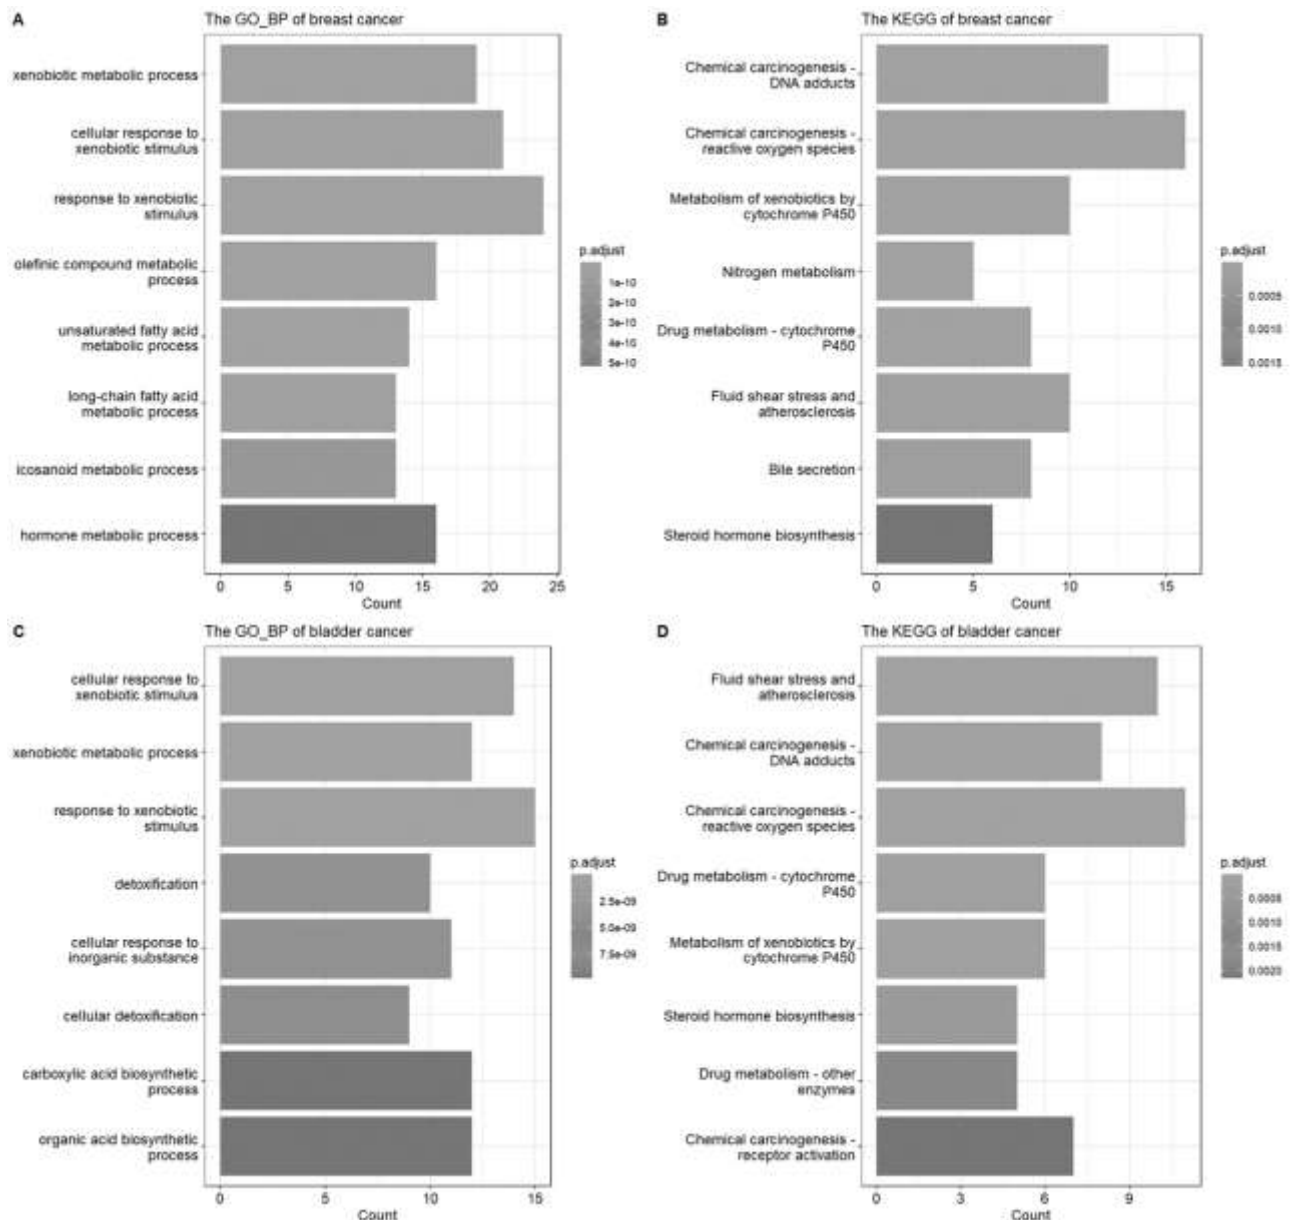 A
The GO_BP of breast cancer
xenobiotic metabolic process
cellular response to
xenobiotic stimulus
response to xenobiotic
stimulus
olefinic compound metabolic
process
unsaturated fatty acid
metabolic process
long-chain fatty acid
metabolic process
icosanoid metabolic process
hormone metabolic process
0 5 10 15 20 25
Count
p.adjust
1e-10
2e-10
3e-10
4e-10
5e-10
B
The KEGG of breast cancer
Chemical carcinogenesis -
DNA adducts
Chemical carcinogenesis -
reactive oxygen species
Metabolism of xenobiotics by
cytochrome P450
Nitrogen metabolism
Drug metabolism - cytochrome
P450
Fluid shear stress and
atherosclerosis
Bile secretion
Steroid hormone biosynthesis
0 5 10 15
Count
p.adjust
0.0005
0.0010
0.0015
C
The GO_BP of bladder cancer
cellular response to
xenobiotic stimulus
xenobiotic metabolic process
response to xenobiotic
stimulus
detoxification
cellular response to
inorganic substance
cellular detoxification
carboxylic acid biosynthetic
process
organic acid biosynthetic
process
0 5 10 15
Count
p.adjust
2.5e-09
5.0e-09
7.5e-09
D
The KEGG of bladder cancer
Fluid shear stress and
atherosclerosis
Chemical carcinogenesis -
DNA adducts
Chemical carcinogenesis -
reactive oxygen species
Drug metabolism - cytochrome
P450
Metabolism of xenobiotics by
cytochrome P450
Steroid hormone biosynthesis
Drug metabolism - other
enzymes
Chemical carcinogenesis -
receptor activation
0 3 6 9
Count
p.adjust
0.0005
0.0010
0.0015
0.0020